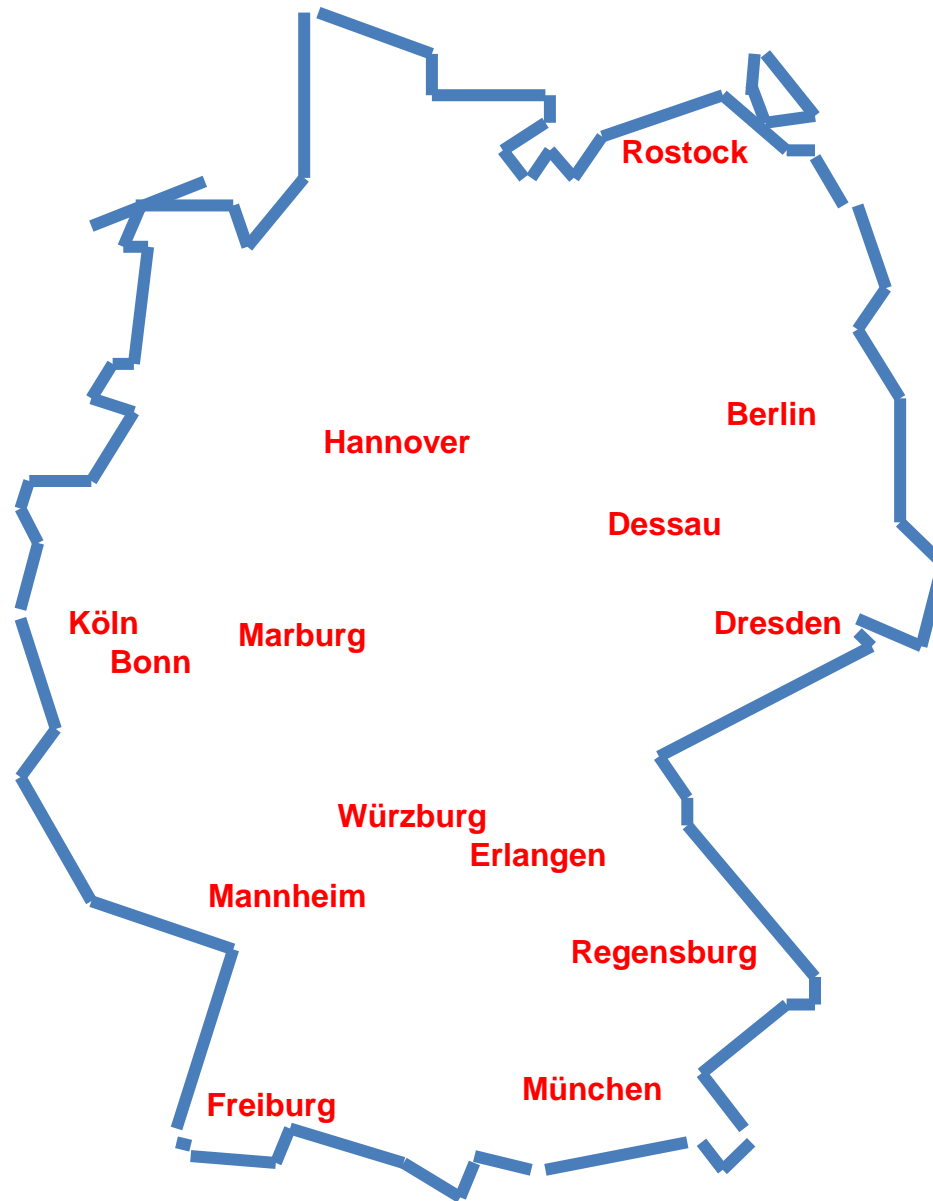 Rostock
Berlin
Hannover
Dessau
Köln
Dresden
Marburg
Bonn
Würzburg
Erlangen
Mannheim
Regensburg
München
Freiburg